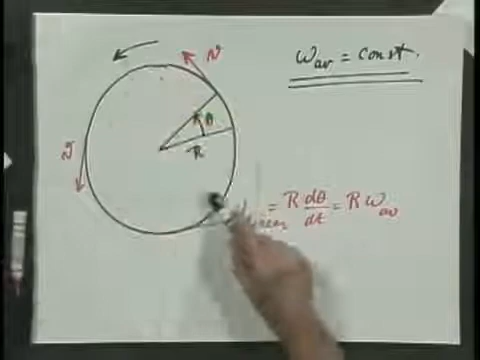 v
ω_av = const.
θ
R
v
= R dθ/dt = R ω_av